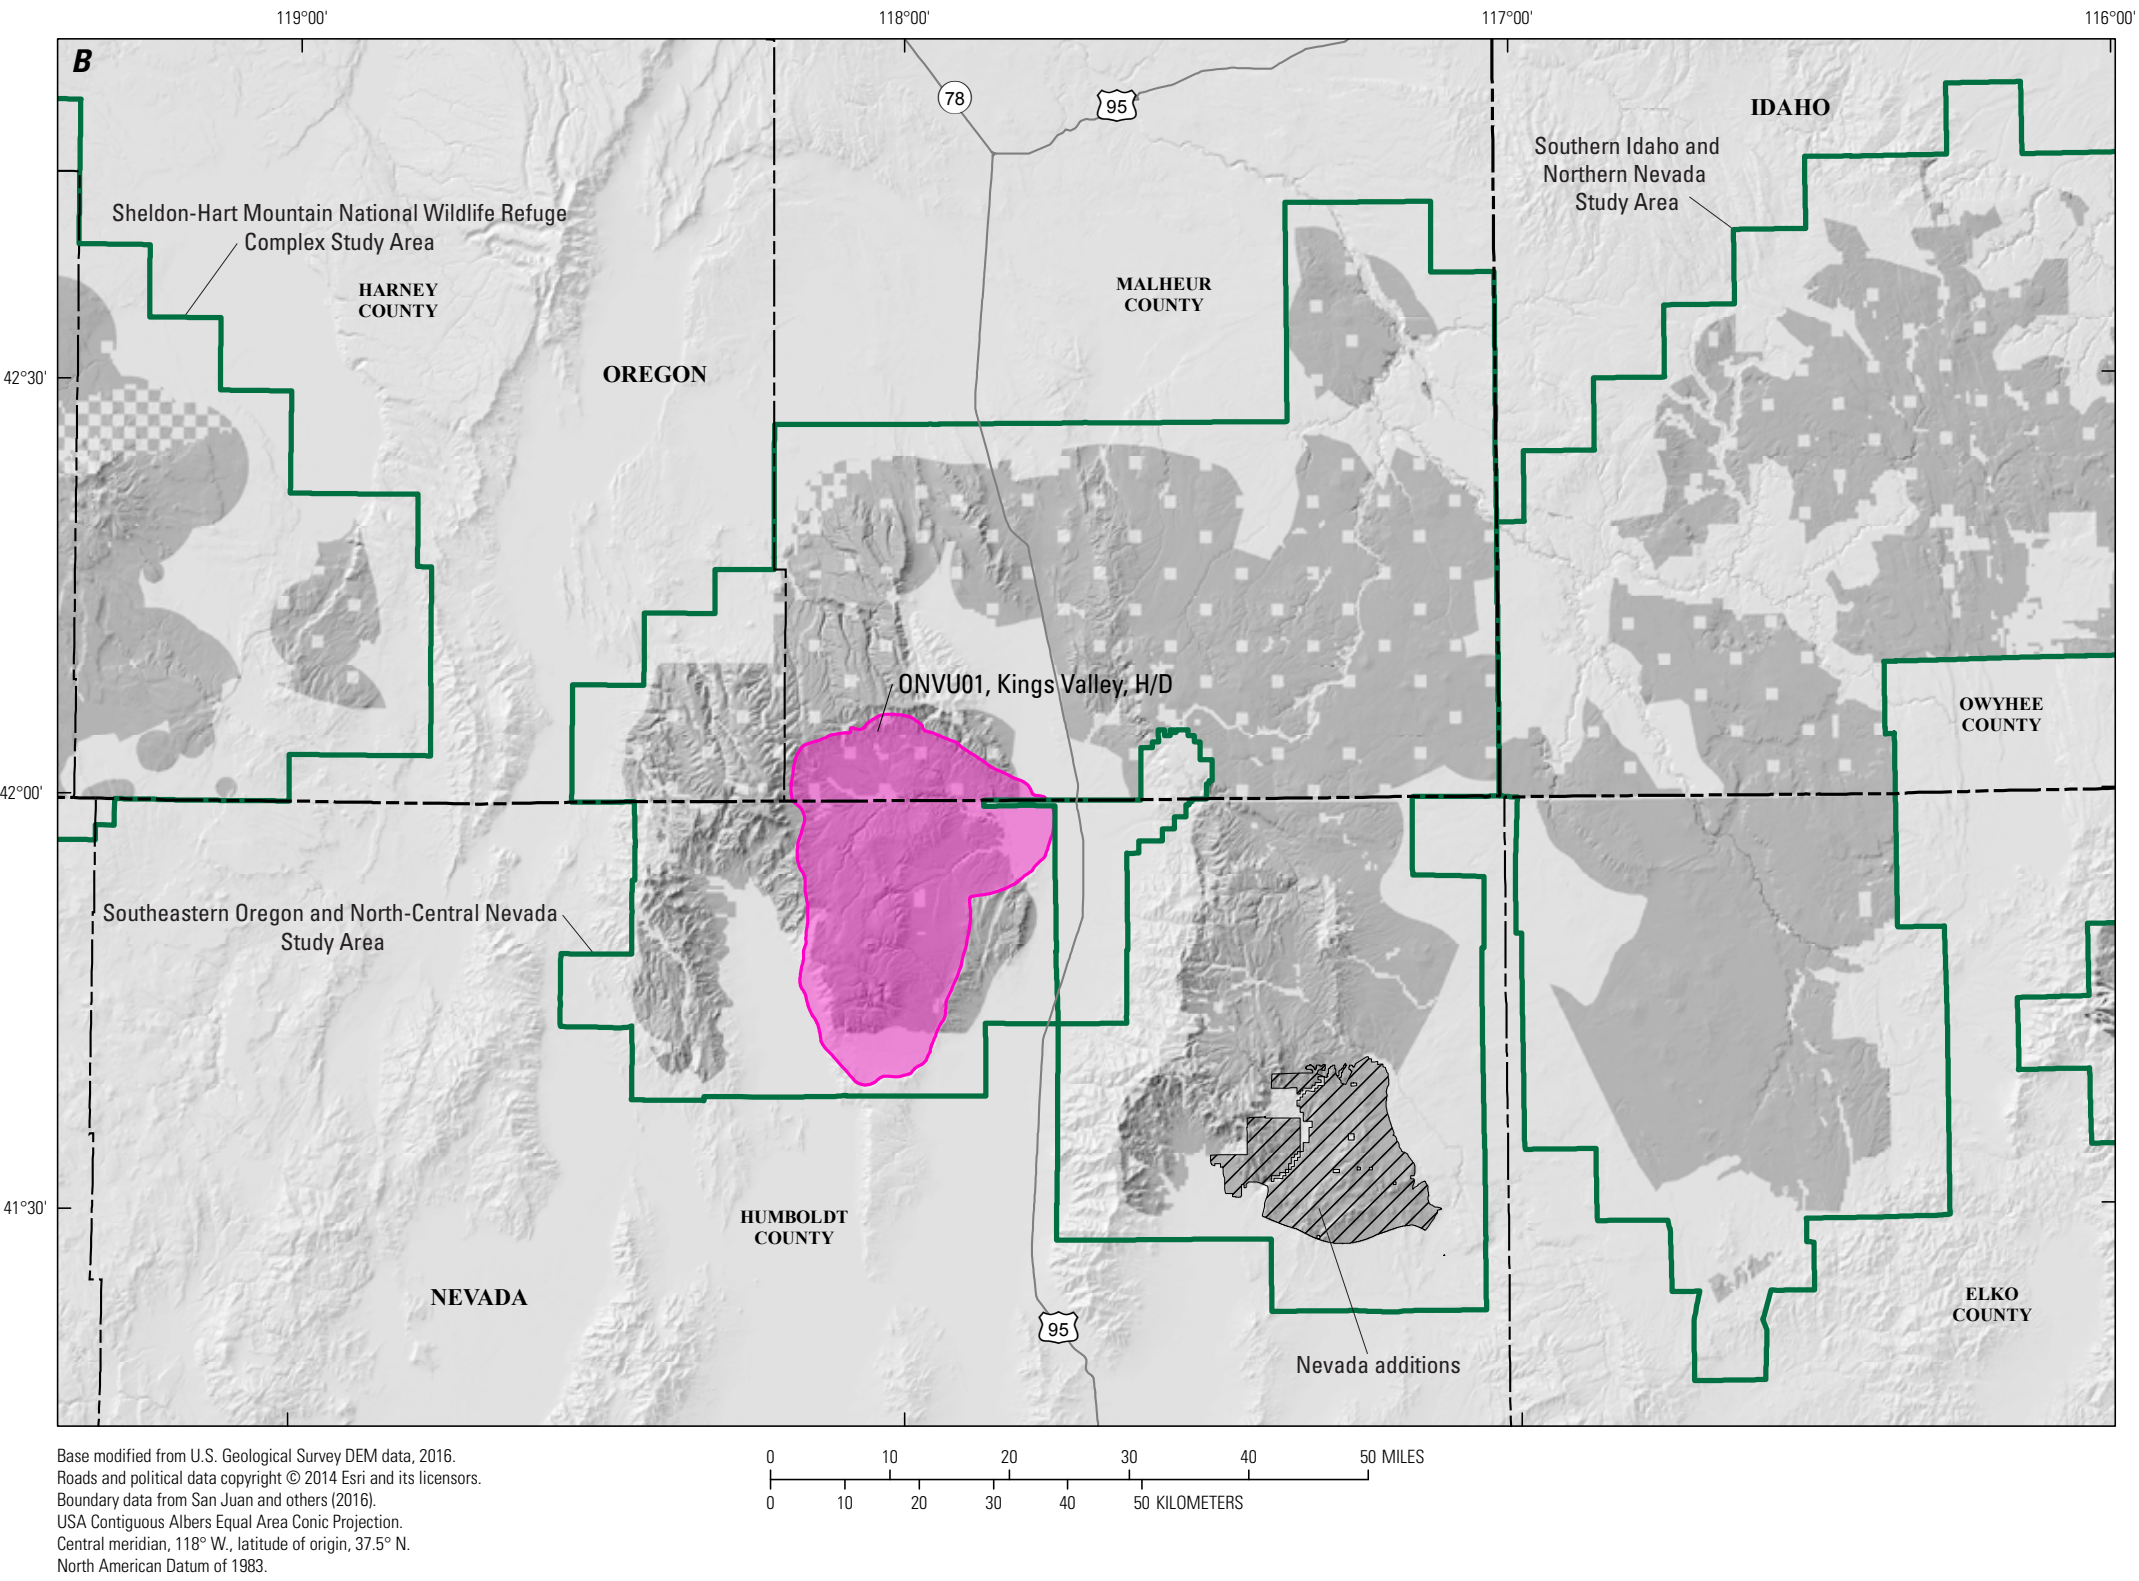 119°00'
118°00'
117°00'
116°00'
B
78
95
IDAHO
Southern Idaho and
Northern Nevada
Study Area
Sheldon-Hart Mountain National Wildlife Refuge
Complex Study Area
HARNEY
COUNTY
MALHEUR
COUNTY
OREGON
42°30'
ONVU01, Kings Valley, H/D
OWYHEE
COUNTY
42°00'
Southeastern Oregon and North-Central Nevada
Study Area
41°30'
HUMBOLDT
COUNTY
NEVADA
ELKO
COUNTY
95
Nevada additions
Base modified from U.S. Geological Survey DEM data, 2016.
Roads and political data copyright © 2014 Esri and its licensors.
Boundary data from San Juan and others (2016).
USA Contiguous Albers Equal Area Conic Projection.
Central meridian, 118° W., latitude of origin, 37.5° N.
North American Datum of 1983.
0 10 20 30 40 50 MILES
0 10 20 30 40 50 KILOMETERS